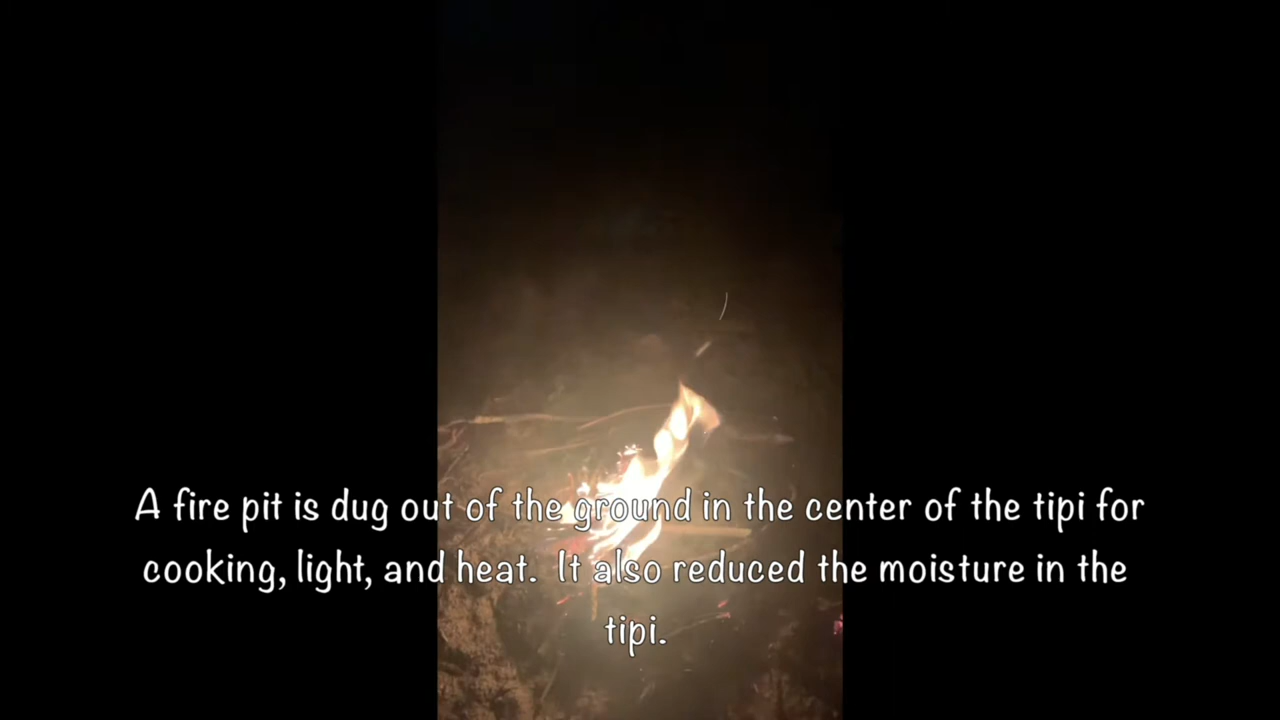 A fire pit is dug out of the ground in the center of the tipi for
cooking, light, and heat.  It also reduced the moisture in the
tipi.